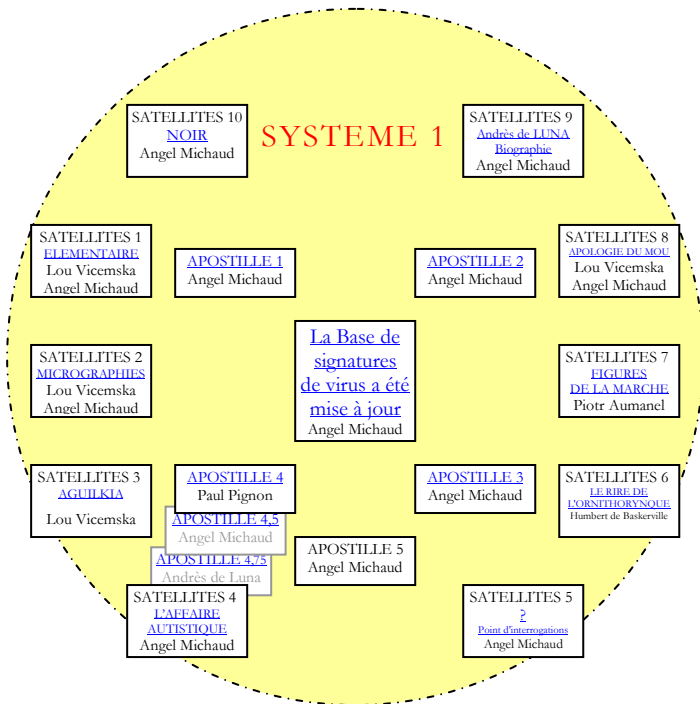 SYSTEME 1
SATELLITES 10
NOIR
Angel Michaud
SATELLITES 9
Andrès de LUNA
Biographie
Angel Michaud
SATELLITES 1
ELEMENTAIRE
Lou Vicemska
Angel Michaud
APOSTILLE 1
Angel Michaud
APOSTILLE 2
Angel Michaud
SATELLITES 8
APOLOGIE DU MOU
Lou Vicemska
Angel Michaud
SATELLITES 2
MICROGRAPHIES
Lou Vicemska
Angel Michaud
La Base de
signatures
de virus a été
mise à jour
Angel Michaud
SATELLITES 7
FIGURES
DE LA MARCHE
Piotr Aumanel
SATELLITES 3
AGUILKIA
Lou Vicemska
APOSTILLE 4
Paul Pignon
APOSTILLE 4,5
Angel Michaud
APOSTILLE 4,75
Andrès de Luna
APOSTILLE 3
Angel Michaud
SATELLITES 6
LE RIRE DE
L'ORNITHORYNQUE
Humbert de Baskerville
APOSTILLE 5
Angel Michaud
SATELLITES 4
L'AFFAIRE
AUTISTIQUE
Angel Michaud
SATELLITES 5
?
Point d'interrogations
Angel Michaud